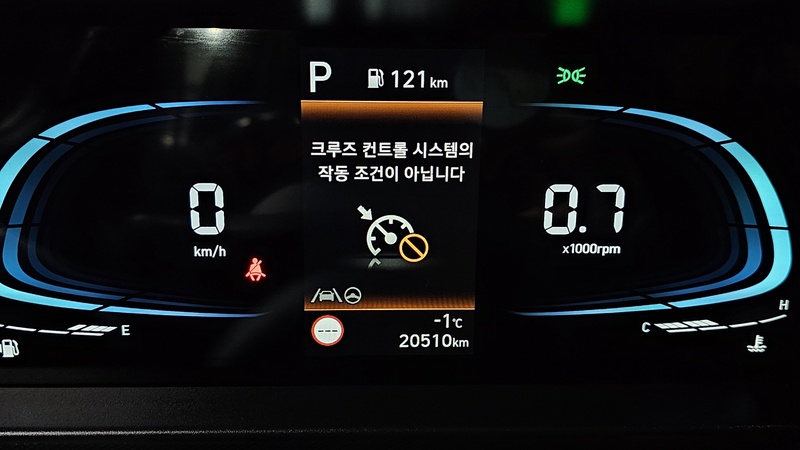 P 121 km
크루즈 컨트롤 시스템의
작동 조건이 아닙니다
0
km/h
0.7
x1000rpm
E
C
H
---
-1℃
20510km